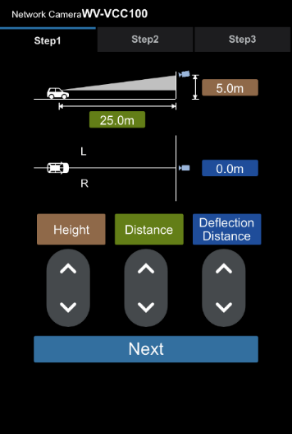 Network Camera WV-VCC100
Step1 Step2 Step3
5.0m
25.0m
L
0.0m
R
Height Distance Deflection Distance
Next